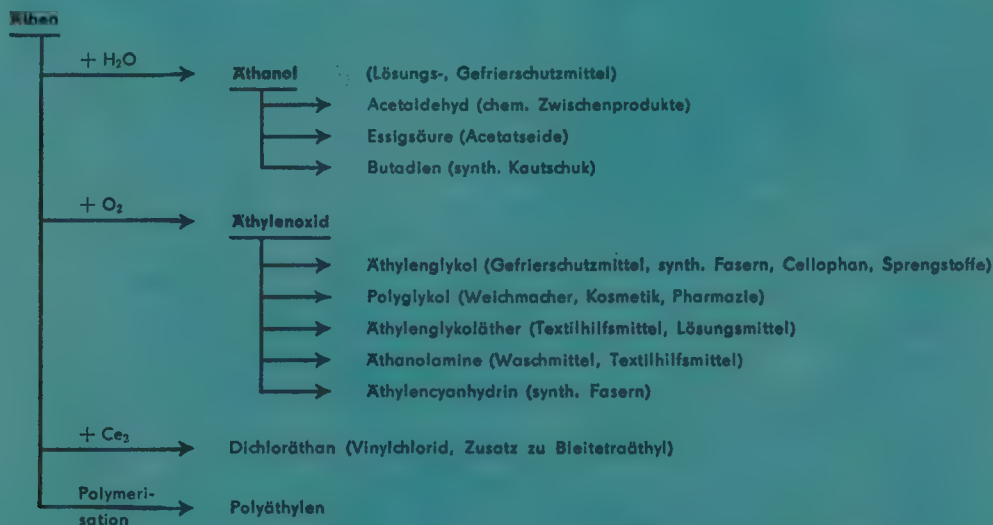 Äthen
+ H₂O
Äthanol (Lösungs-, Gefrierschutzmittel)
Acetaldehyd (chem. Zwischenprodukte)
Essigsäure (Acetatseide)
Butadien (synth. Kautschuk)
+ O₂
Äthylenoxid
Äthylenglykol (Gefrierschutzmittel, synth. Fasern, Cellophan, Sprengstoffe)
Polyglykol (Weichmacher, Kosmetik, Pharmazie)
Äthylenglykoläther (Textilhilfsmittel, Lösungsmittel)
Äthanolamine (Waschmittel, Textilhilfsmittel)
Äthylencyanhydrin (synth. Fasern)
+ Ce₂
Dichloräthan (Vinylchlorid, Zusatz zu Bleitetraäthyl)
Polymeri-
sation
Polyäthylen